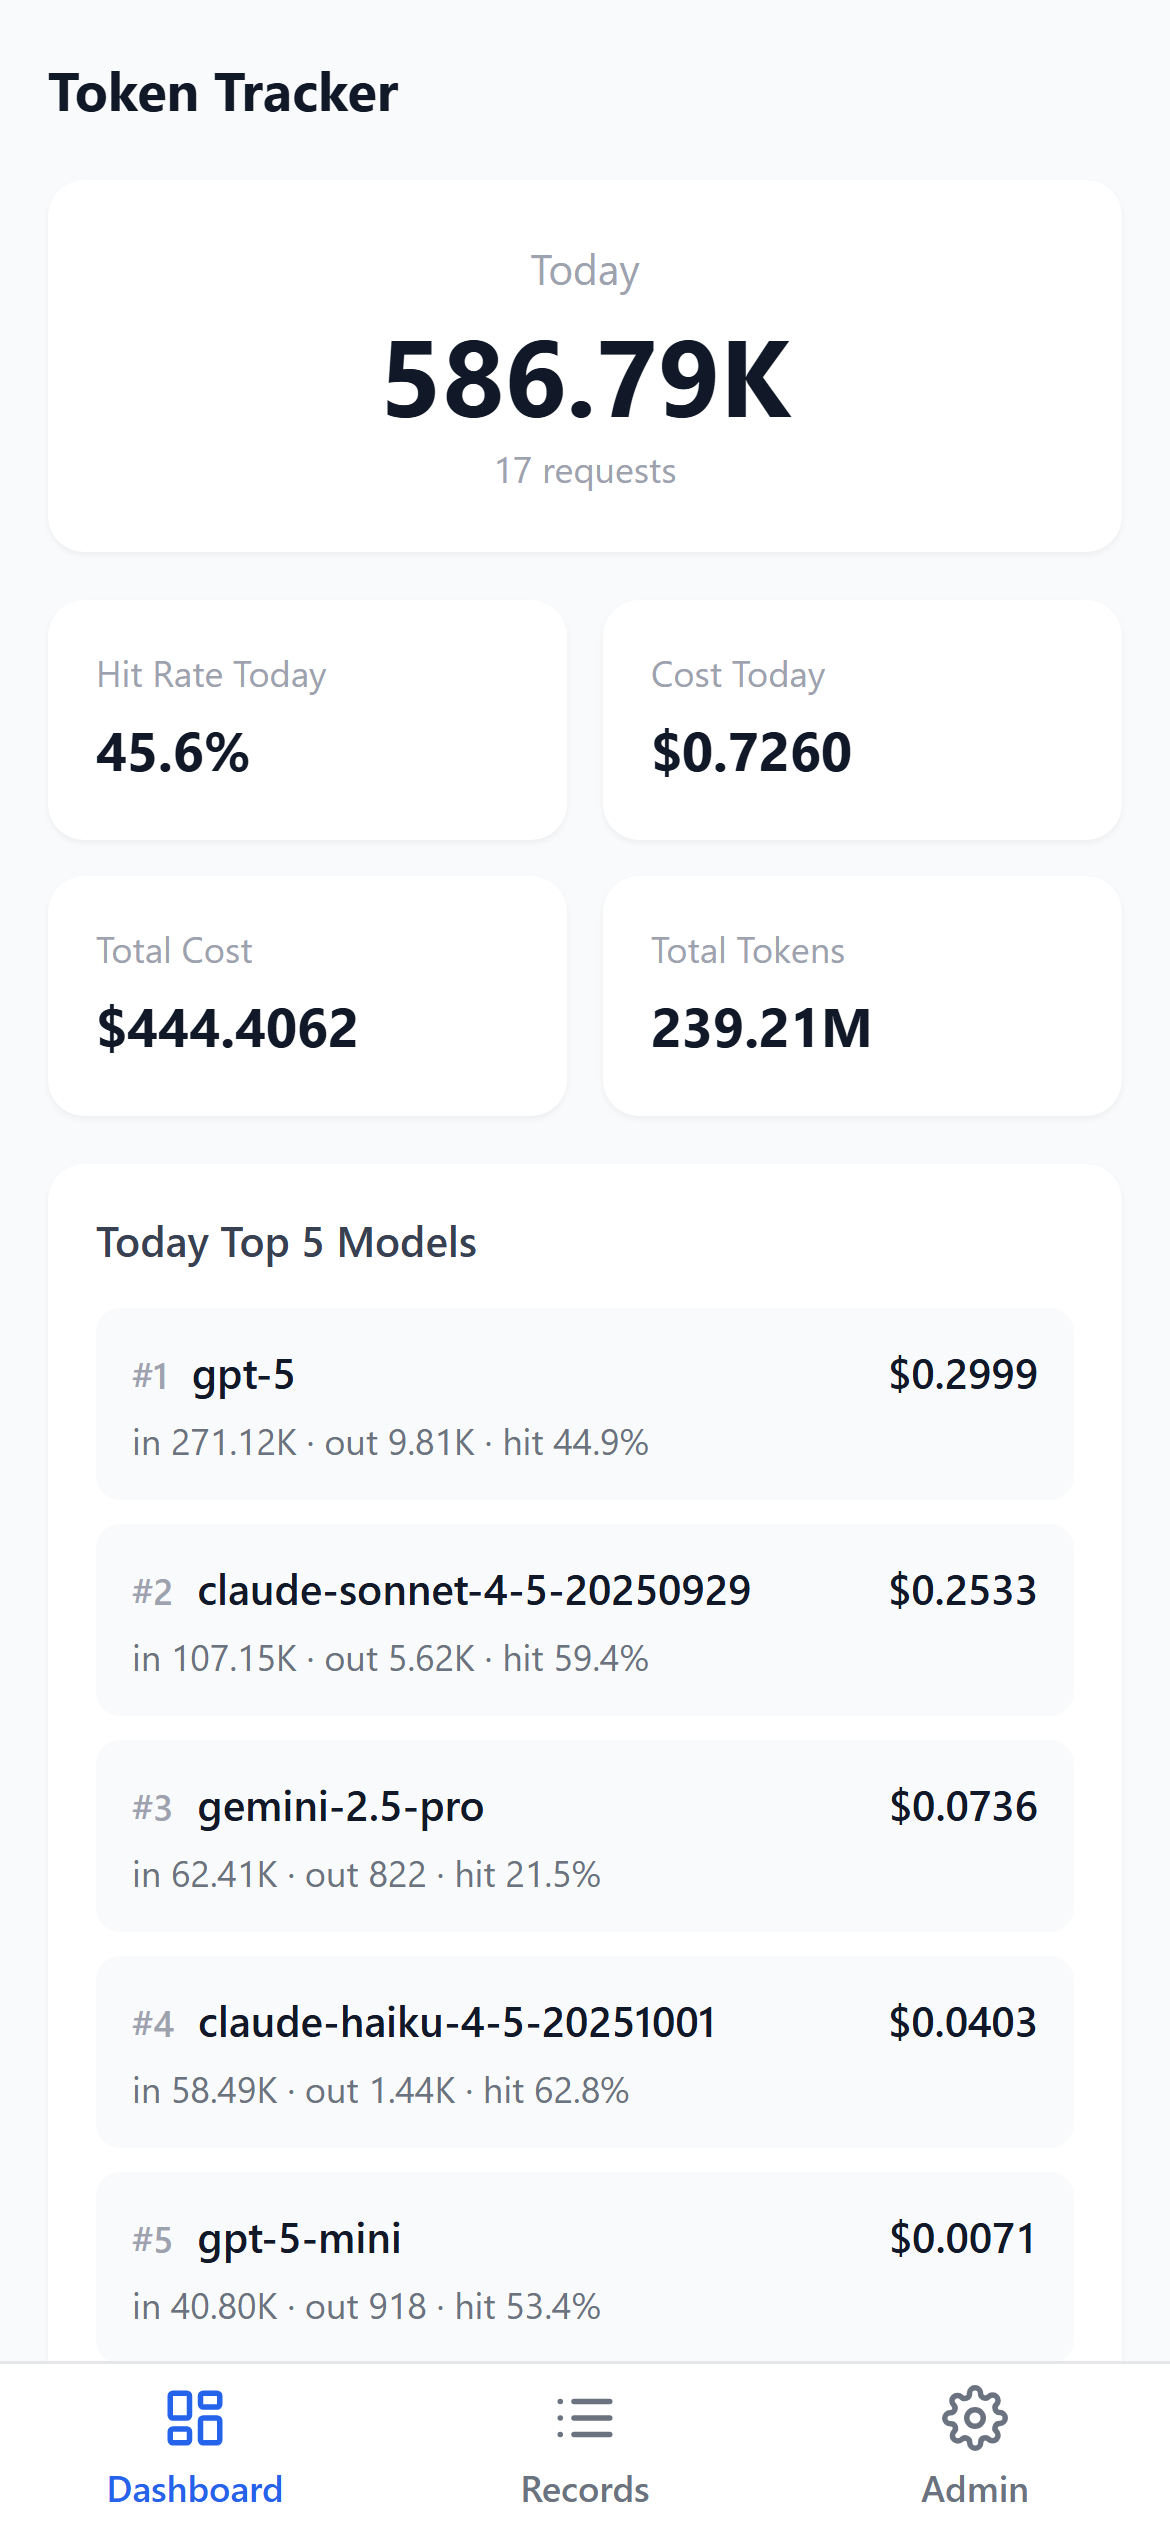 Token Tracker
Today
586.79K
17 requests
Hit Rate Today
45.6%
Cost Today
$0.7260
Total Cost
$444.4062
Total Tokens
239.21M
Today Top 5 Models
#1 gpt-5 $0.2999
in 271.12K · out 9.81K · hit 44.9%
#2 claude-sonnet-4-5-20250929 $0.2533
in 107.15K · out 5.62K · hit 59.4%
#3 gemini-2.5-pro $0.0736
in 62.41K · out 822 · hit 21.5%
#4 claude-haiku-4-5-20251001 $0.0403
in 58.49K · out 1.44K · hit 62.8%
#5 gpt-5-mini $0.0071
in 40.80K · out 918 · hit 53.4%
Dashboard
Records
Admin